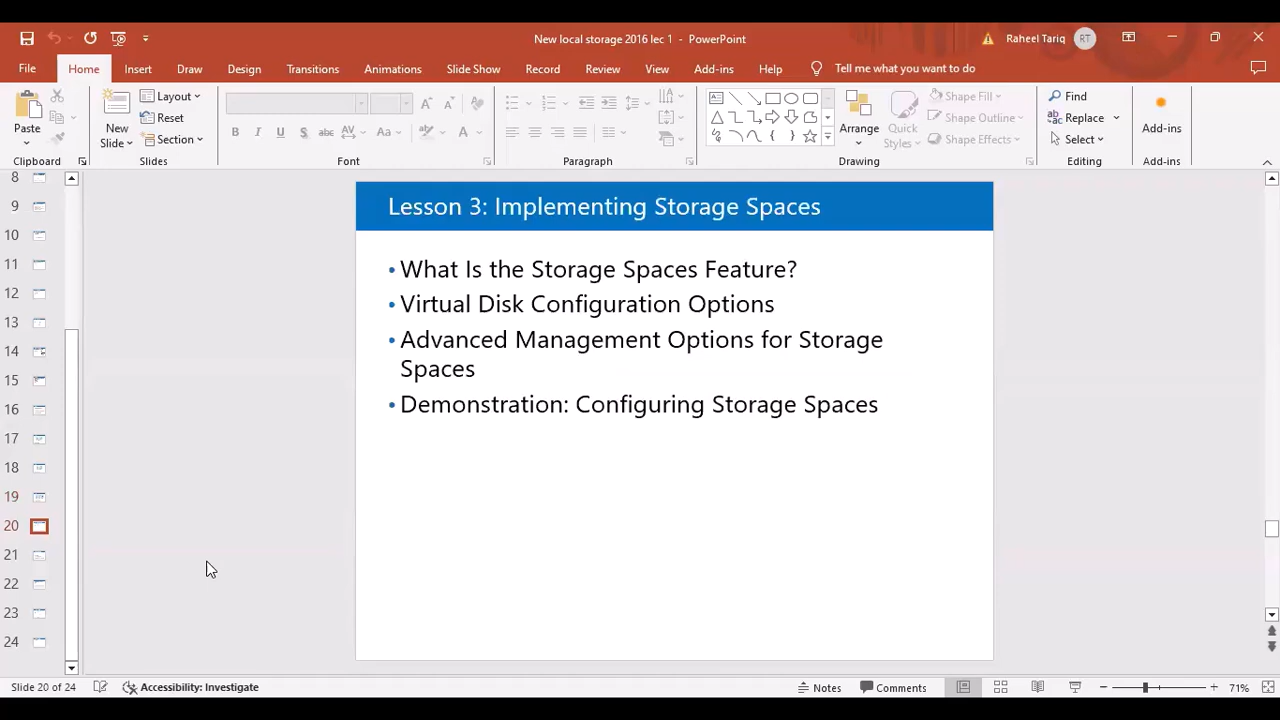 New local storage 2016 lec 1 - PowerPoint
Raheel Tariq
RT
File
Home
Insert
Draw
Design
Transitions
Animations
Slide Show
Record
Review
View
Add-ins
Help
Tell me what you want to do
Paste
Clipboard
New
Slide
Layout
Reset
Section
Slides
B
I
U
S
abc
AV
Aa
A
Font
Paragraph
Arrange
Quick
Styles
Shape Fill
Shape Outline
Shape Effects
Drawing
Find
Replace
Select
Editing
Add-ins
Add-ins
8
9
10
11
12
13
14
15
16
17
18
19
20
21
22
23
24
Lesson 3: Implementing Storage Spaces
• What Is the Storage Spaces Feature?
• Virtual Disk Configuration Options
• Advanced Management Options for Storage
Spaces
• Demonstration: Configuring Storage Spaces
Slide 20 of 24
Accessibility: Investigate
Notes
Comments
71%